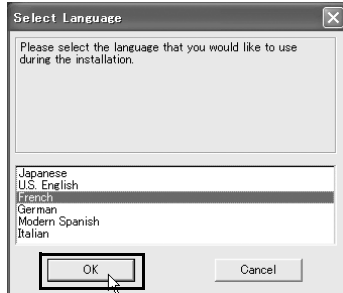 Select Language
Please select the language that you would like to use
during the installation.
Japanese
U.S. English
French
German
Modern Spanish
Italian
OK
Cancel